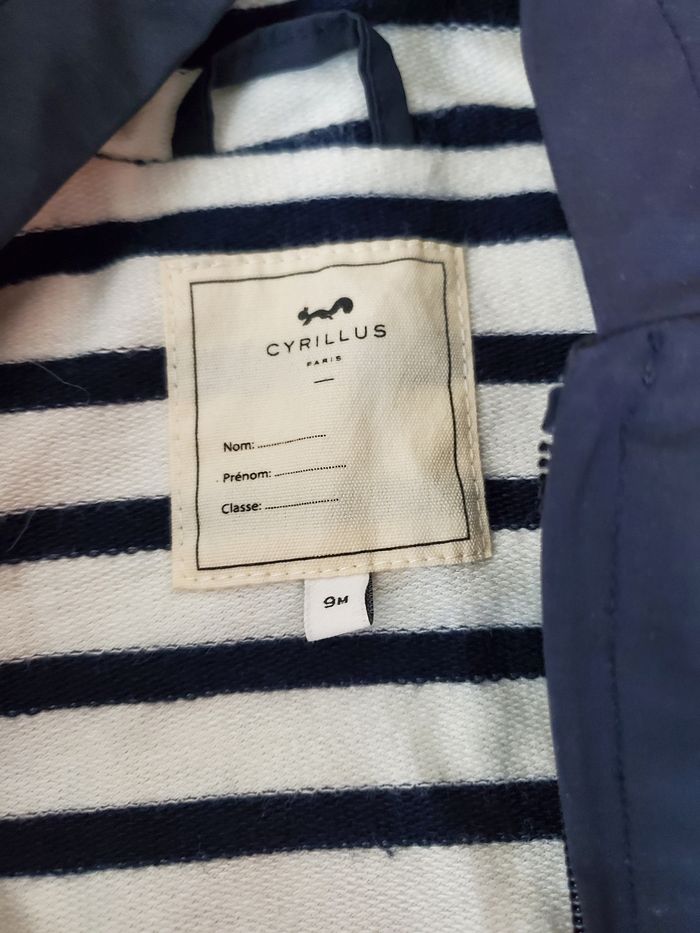 CYRILLUS
PARIS
Nom: ....................
Prénom: ....................
Classe: ....................
9M